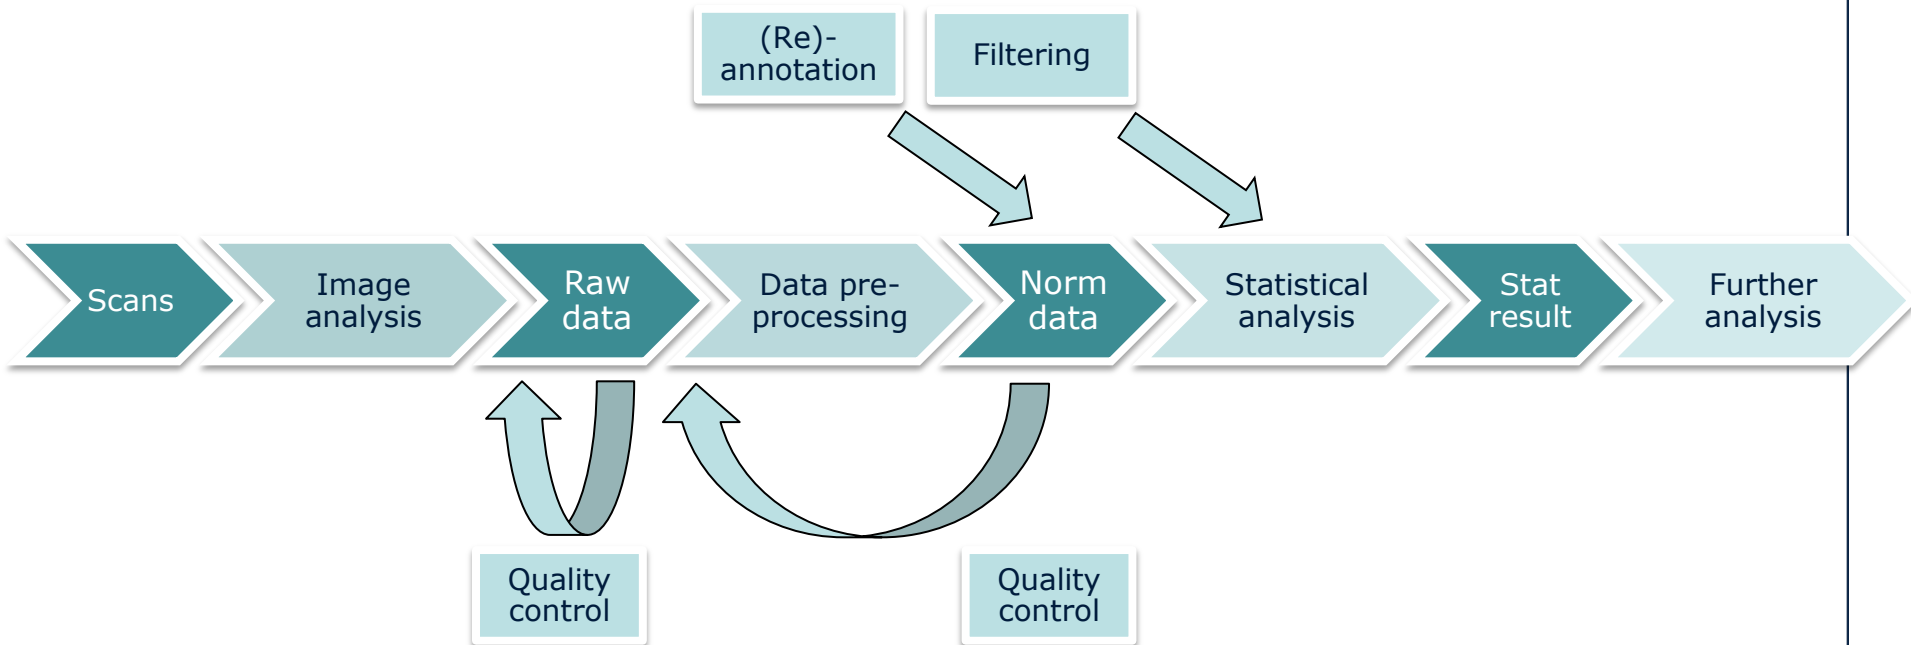 (Re)-
annotation
Filtering
Scans
Image
analysis
Raw
data
Data pre-
processing
Norm
data
Statistical
analysis
Stat
result
Further
analysis
Quality
control
Quality
control